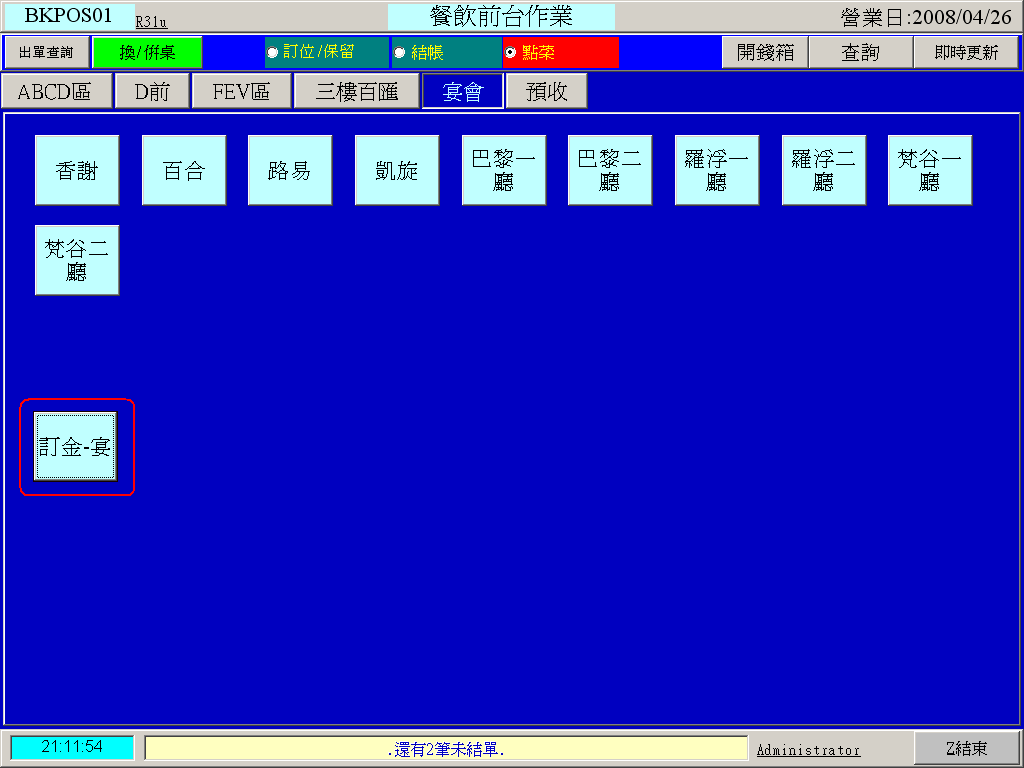 BKPOS01 R31u 餐飲前台作業 營業日:2008/04/26
出單查詢 換/併桌 訂位/保留 結帳 點菜 開錢箱 查詢 即時更新
ABCD區 D前 FEV區 三樓百匯 宴會 預收
香謝 百合 路易 凱旋
巴黎一
廳
巴黎二
廳
羅浮一
廳
羅浮二
廳
梵谷一
廳
梵谷二
廳
訂金-宴
21:11:54 .還有2筆未結單. Administrator Z結束